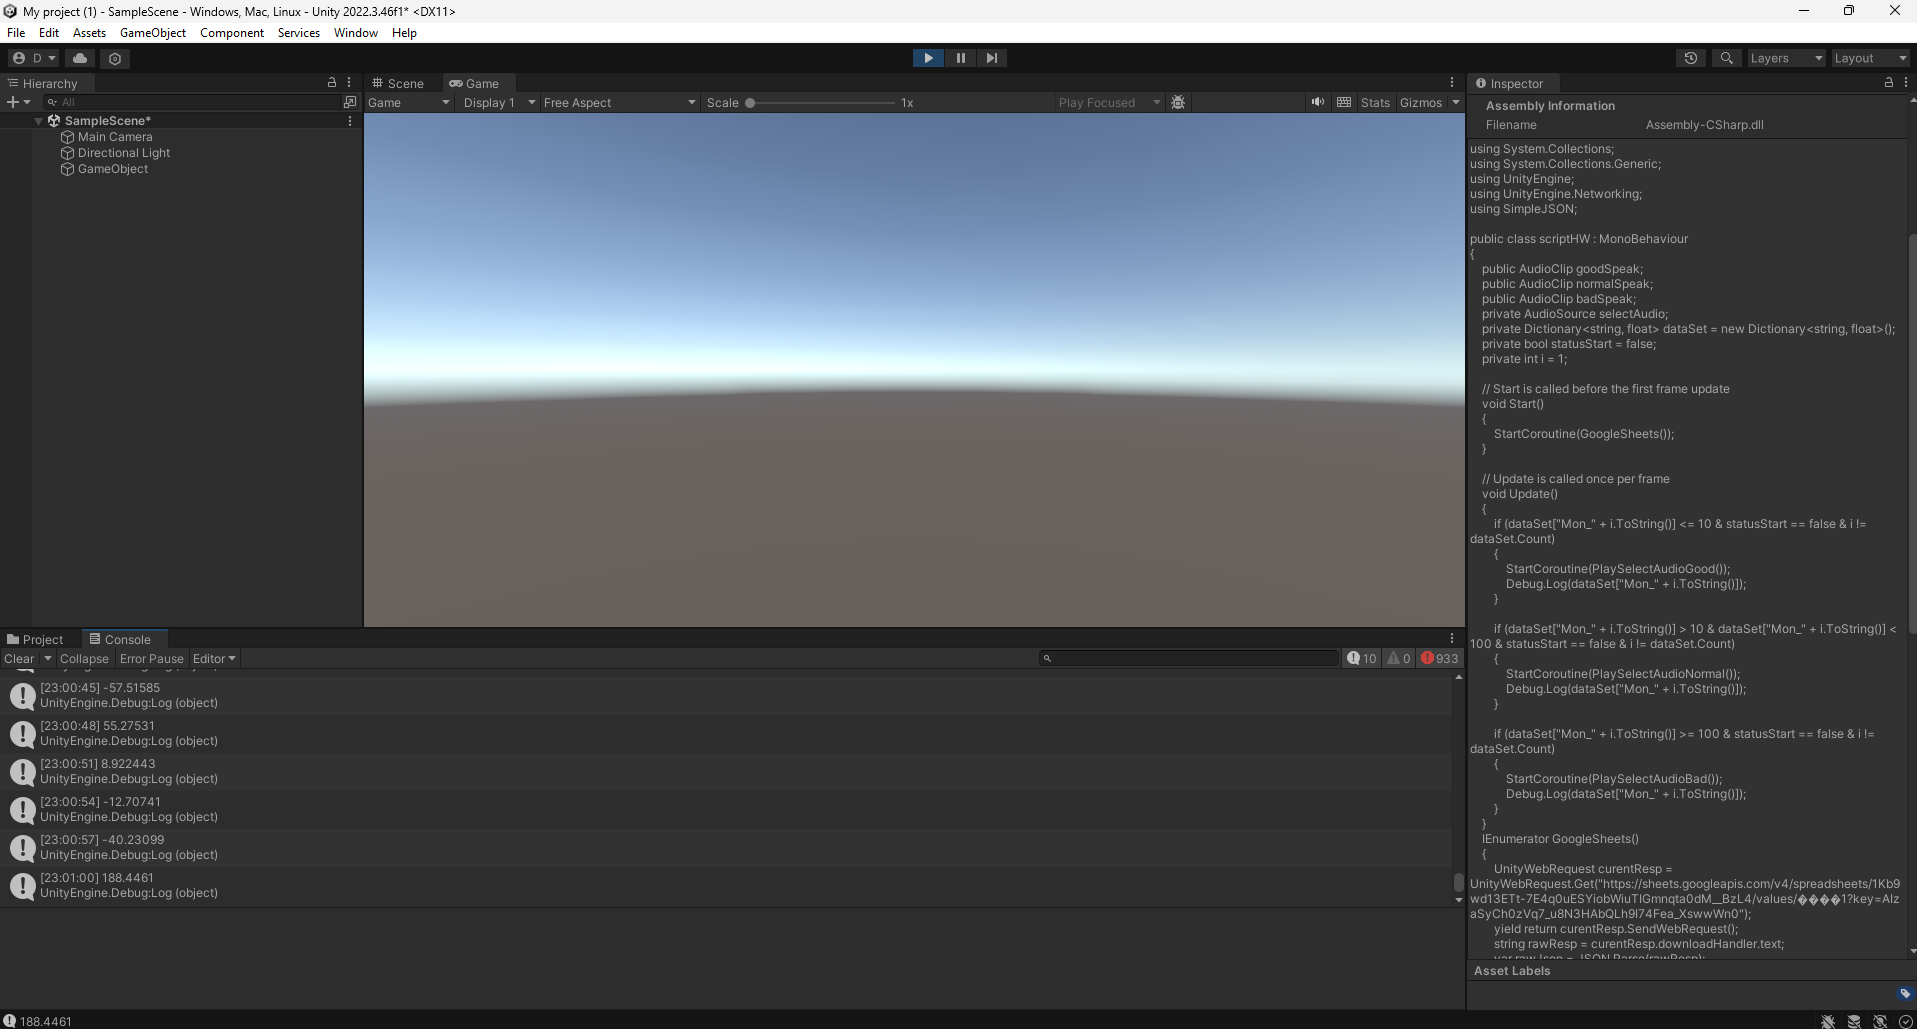 My project (1) - SampleScene - Windows, Mac, Linux - Unity 2022.3.46f1* <DX11>
File Edit Assets GameObject Component Services Window Help
D
Layers Layout
Hierarchy
All
SampleScene*
Main Camera
Directional Light
GameObject
Scene Game
Game Display 1 Free Aspect Scale 1x Play Focused Stats Gizmos
Inspector
Assembly Information
Filename Assembly-CSharp.dll
using System.Collections;
using System.Collections.Generic;
using UnityEngine;
using UnityEngine.Networking;
using SimpleJSON;
public class scriptHW : MonoBehaviour
{
public AudioClip goodSpeak;
public AudioClip normalSpeak;
public AudioClip badSpeak;
private AudioSource selectAudio;
private Dictionary<string, float> dataSet = new Dictionary<string, float>();
private bool statusStart = false;
private int i = 1;
// Start is called before the first frame update
void Start()
{
StartCoroutine(GoogleSheets());
}
// Update is called once per frame
void Update()
{
if (dataSet["Mon_" + i.ToString()] <= 10 & statusStart == false & i !=
dataSet.Count)
{
StartCoroutine(PlaySelectAudioGood());
Debug.Log(dataSet["Mon_" + i.ToString()]);
}
if (dataSet["Mon_" + i.ToString()] > 10 & dataSet["Mon_" + i.ToString()] <
100 & statusStart == false & i != dataSet.Count)
{
StartCoroutine(PlaySelectAudioNormal());
Debug.Log(dataSet["Mon_" + i.ToString()]);
}
if (dataSet["Mon_" + i.ToString()] >= 100 & statusStart == false & i !=
dataSet.Count)
{
StartCoroutine(PlaySelectAudioBad());
Debug.Log(dataSet["Mon_" + i.ToString()]);
}
}
IEnumerator GoogleSheets()
{
UnityWebRequest curentResp =
UnityWebRequest.Get("https://sheets.googleapis.com/v4/spreadsheets/1Kb9
wd13ETt-7E4q0uESYiobWiuTIGmnqta0dM__BzL4/values/����1?key=AIz
aSyCh0zVq7_u8N3HAbQLh9l74Fea_XswwWn0");
yield return curentResp.SendWebRequest();
string rawResp = curentResp.downloadHandler.text;
var rawJson = JSON.Parse(rawResp);
Asset Labels
Project Console
Clear Collapse Error Pause Editor 10 0 933
[23:00:45] -57.51585
UnityEngine.Debug:Log (object)
[23:00:48] 55.27531
UnityEngine.Debug:Log (object)
[23:00:51] 8.922443
UnityEngine.Debug:Log (object)
[23:00:54] -12.70741
UnityEngine.Debug:Log (object)
[23:00:57] -40.23099
UnityEngine.Debug:Log (object)
[23:01:00] 188.4461
UnityEngine.Debug:Log (object)
188.4461